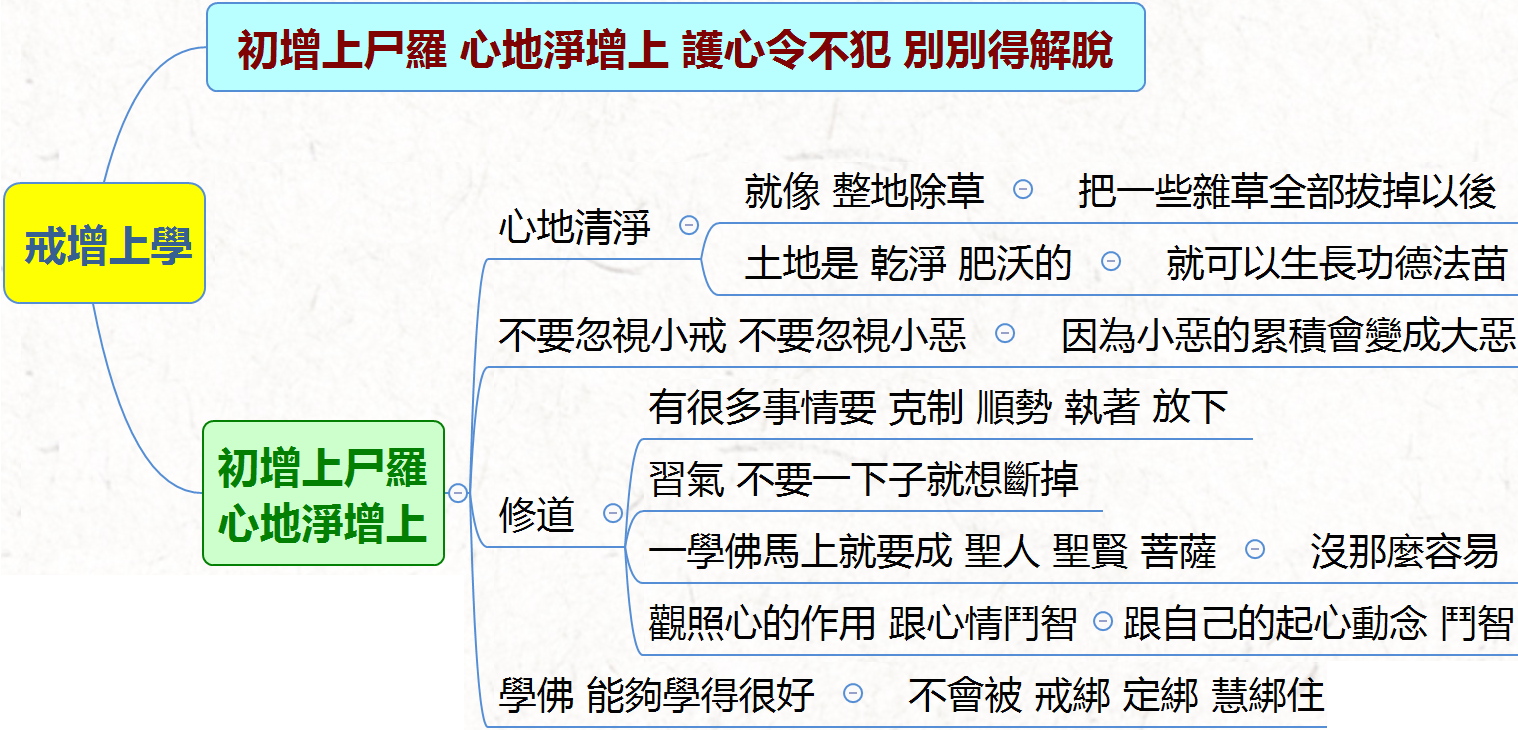 初增上尸羅 心地淨增上 護心令不犯 別別得解脫
戒增上學
初增上尸羅
心地淨增上
心地清淨
就像 整地除草
把一些雜草全部拔掉以後
土地是 乾淨 肥沃的
就可以生長功德法苗
不要忽視小戒 不要忽視小惡
因為小惡的累積會變成大惡
修道
有很多事情要 克制 順勢 執著 放下
習氣 不要一下子就想斷掉
一學佛馬上就要成 聖人 聖賢 菩薩
沒那麼容易
觀照心的作用 跟心情鬥智
跟自己的起心動念 鬥智
學佛 能夠學得很好
不會被 戒綁 定綁 慧綁住